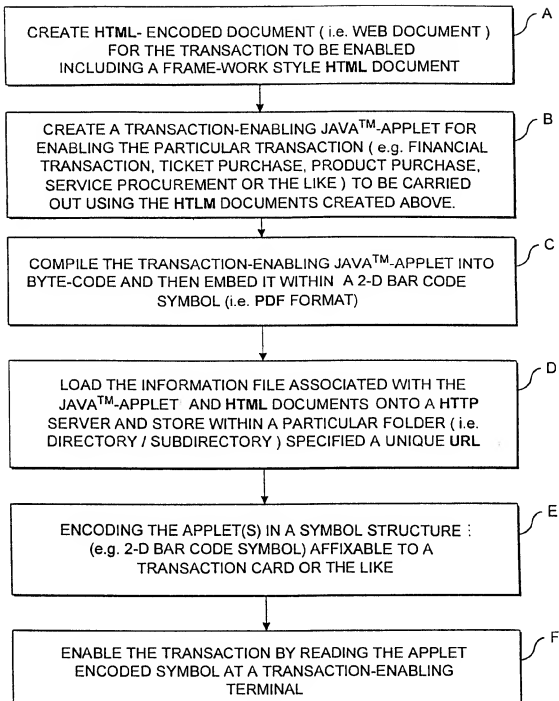 A
CREATE HTML- ENCODED DOCUMENT ( i.e. WEB DOCUMENT )
FOR THE TRANSACTION TO BE ENABLED
INCLUDING A FRAME-WORK STYLE HTML DOCUMENT
B
CREATE A TRANSACTION-ENABLING JAVA™-APPLET FOR
ENABLING THE PARTICULAR TRANSACTION ( e.g. FINANCIAL
TRANSACTION, TICKET PURCHASE, PRODUCT PURCHASE,
SERVICE PROCUREMENT OR THE LIKE ) TO BE CARRIED
OUT USING THE HTLM DOCUMENTS CREATED ABOVE.
C
COMPILE THE TRANSACTION-ENABLING JAVA™-APPLET INTO
BYTE-CODE AND THEN EMBED IT WITHIN A 2-D BAR CODE
SYMBOL (i.e. PDF FORMAT)
D
LOAD THE INFORMATION FILE ASSOCIATED WITH THE
JAVA™-APPLET AND HTML DOCUMENTS ONTO A HTTP
SERVER AND STORE WITHIN A PARTICULAR FOLDER ( i.e.
DIRECTORY / SUBDIRECTORY ) SPECIFIED A UNIQUE URL
E
ENCODING THE APPLET(S) IN A SYMBOL STRUCTURE :
(e.g. 2-D BAR CODE SYMBOL) AFFIXABLE TO A
TRANSACTION CARD OR THE LIKE
F
ENABLE THE TRANSACTION BY READING THE APPLET
ENCODED SYMBOL AT A TRANSACTION-ENABLING
TERMINAL